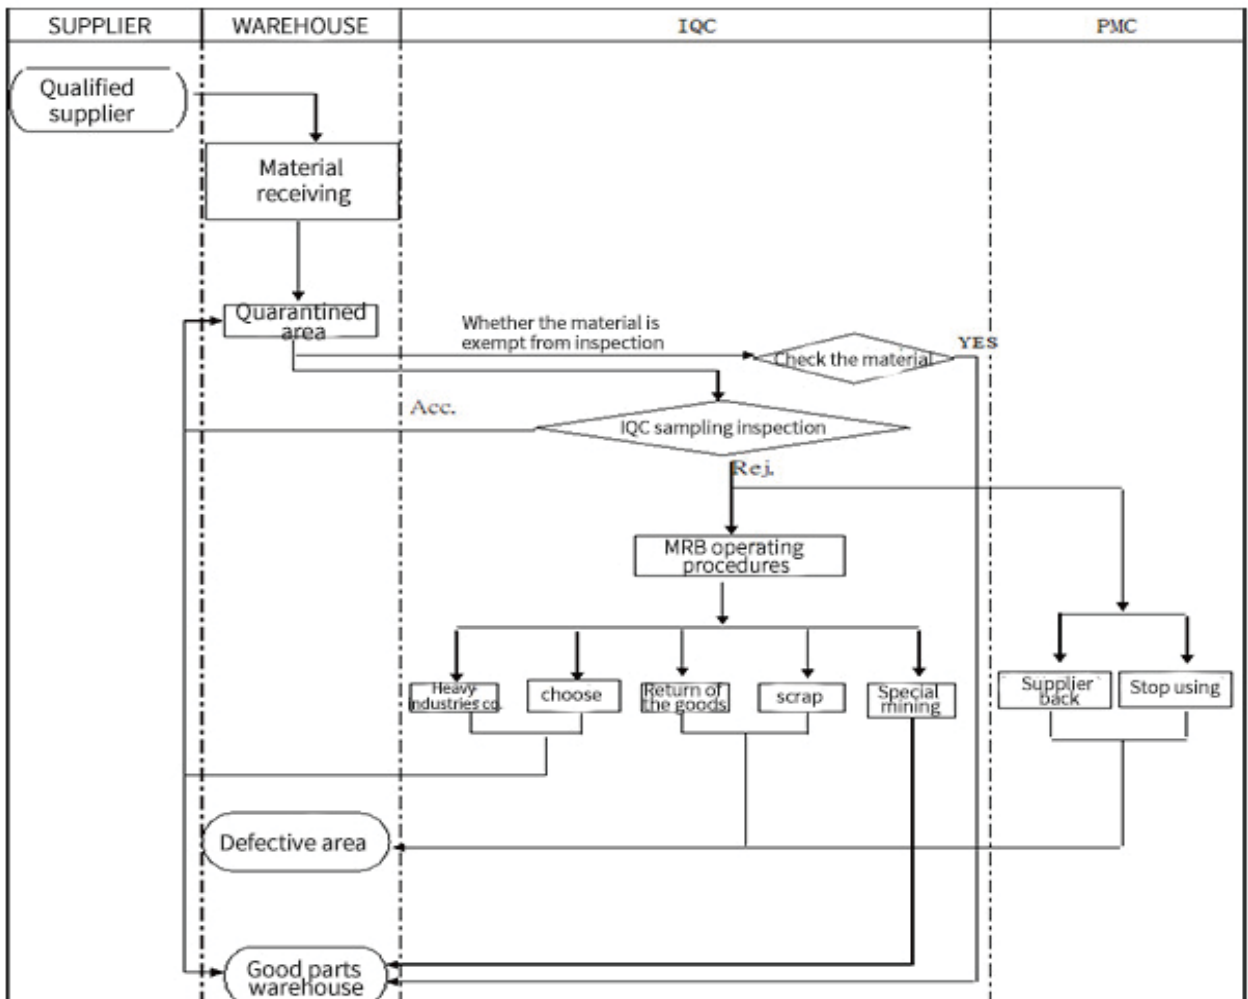 SUPPLIER
WAREHOUSE
IQC
PMC
Qualified
supplier
Material
receiving
Quarantined
area
Whether the material is
exempt from inspection
Check the material
YES
Acc.
IQC sampling inspection
Rej.
MRB operating
procedures
Heavy
industries co.
choose
Return of
the goods
scrap
Special
mining
Supplier
back
Stop using
Defective area
Good parts
warehouse